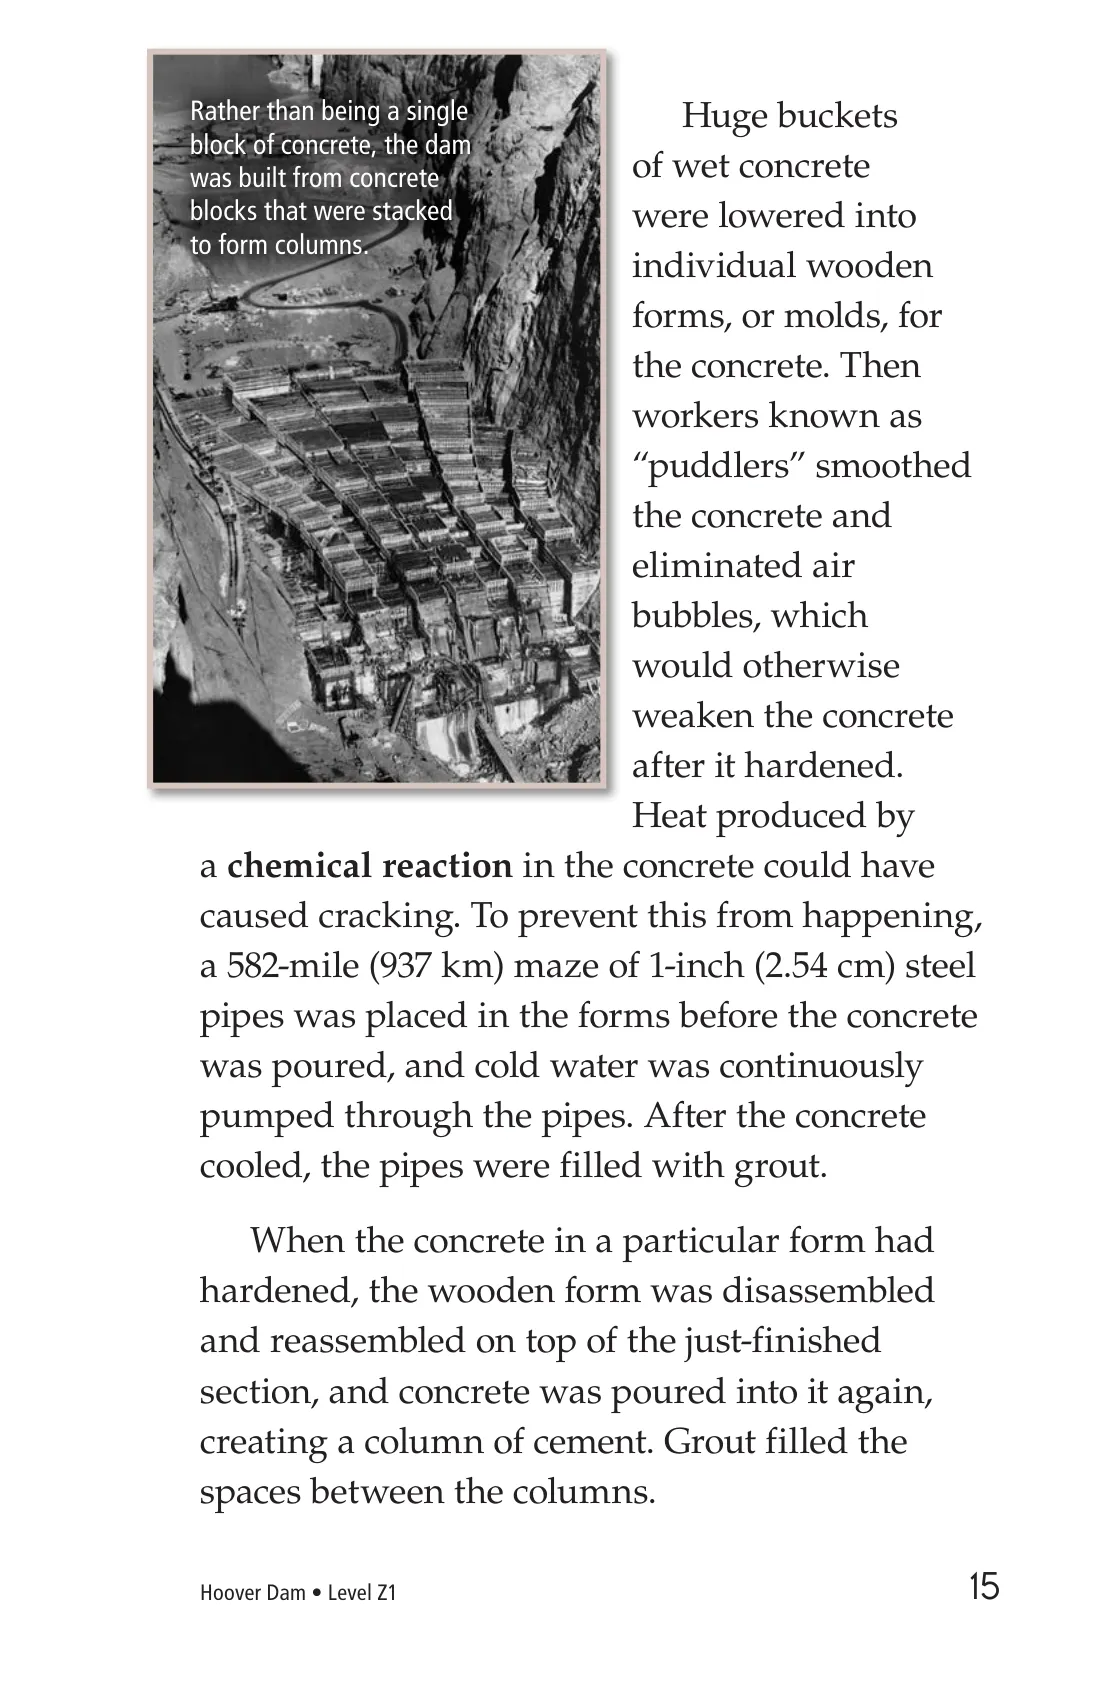 Rather than being a single
block of concrete, the dam
was built from concrete
blocks that were stacked
to form columns.
Huge buckets
of wet concrete
were lowered into
individual wooden
forms, or molds, for
the concrete. Then
workers known as
“puddlers” smoothed
the concrete and
eliminated air
bubbles, which
would otherwise
weaken the concrete
after it hardened.
Heat produced by
a chemical reaction in the concrete could have
caused cracking. To prevent this from happening,
a 582-mile (937 km) maze of 1-inch (2.54 cm) steel
pipes was placed in the forms before the concrete
was poured, and cold water was continuously
pumped through the pipes. After the concrete
cooled, the pipes were filled with grout.
When the concrete in a particular form had
hardened, the wooden form was disassembled
and reassembled on top of the just-finished
section, and concrete was poured into it again,
creating a column of cement. Grout filled the
spaces between the columns.
Hoover Dam • Level Z1
15